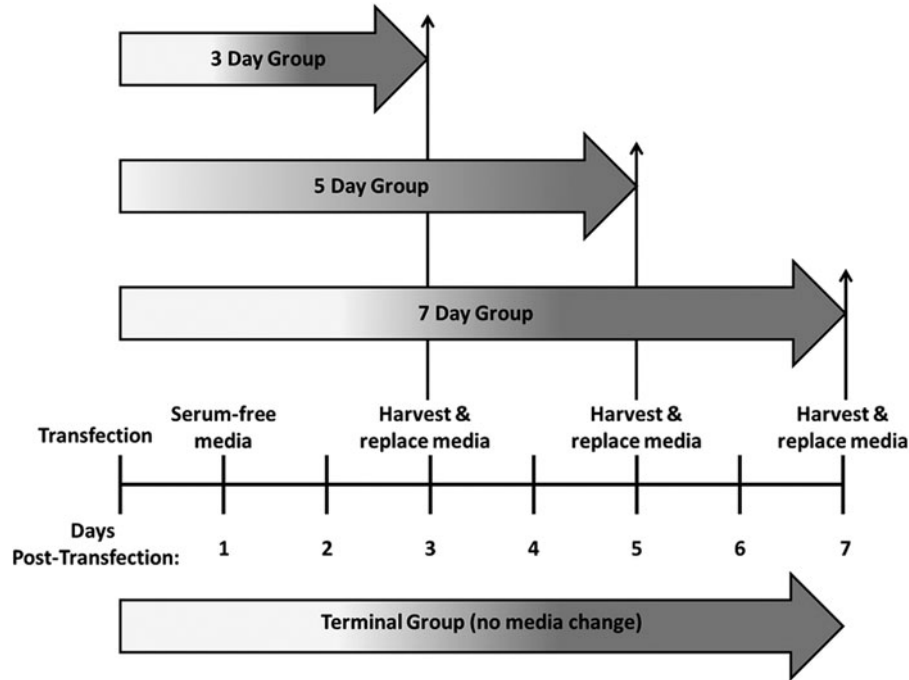 3 Day Group
5 Day Group
7 Day Group
Transfection
Serum-free
media
Harvest &
replace media
Harvest &
replace media
Harvest &
replace media
Days
Post-Transfection:
1 2 3 4 5 6 7
Terminal Group (no media change)